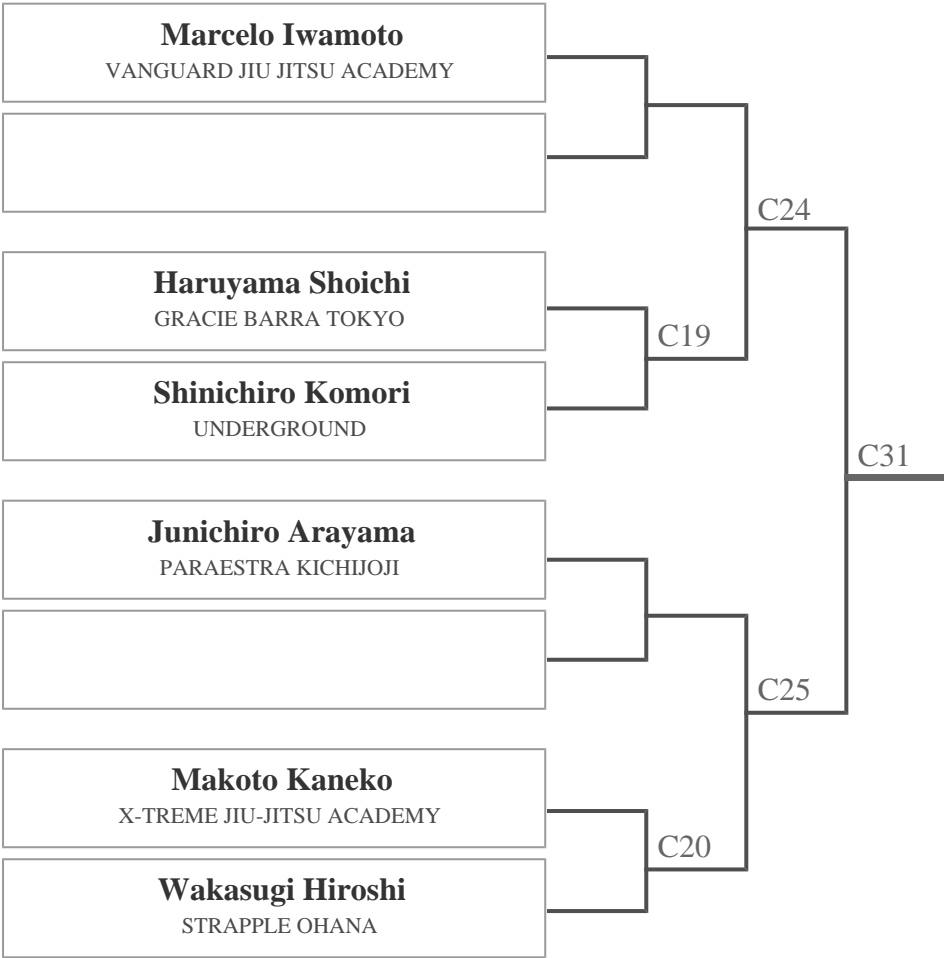 Marcelo Iwamoto
VANGUARD JIU JITSU ACADEMY
C24
Haruyama Shoichi
GRACIE BARRA TOKYO
C19
Shinichiro Komori
UNDERGROUND
C31
Junichiro Arayama
PARAESTRA KICHIJOJI
C25
Makoto Kaneko
X-TREME JIU-JITSU ACADEMY
C20
Wakasugi Hiroshi
STRAPPLE OHANA